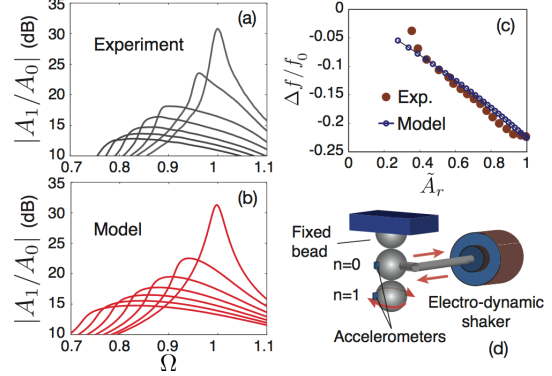 (a)
Experiment
|A₁/A₀| (dB)
35
30
25
20
15
10
0.7 0.8 0.9 1 1.1
(b)
Model
|A₁/A₀| (dB)
35
30
25
20
15
10
0.7 0.8 0.9 1 1.1
Ω
(c)
Δf/f₀
-0.05
-0.1
-0.15
-0.2
-0.25
Exp.
Model
0 0.2 0.4 0.6 0.8 1
Ãᵣ
Fixed
bead
n=0
n=1
Accelerometers
Electro-dynamic
shaker
(d)